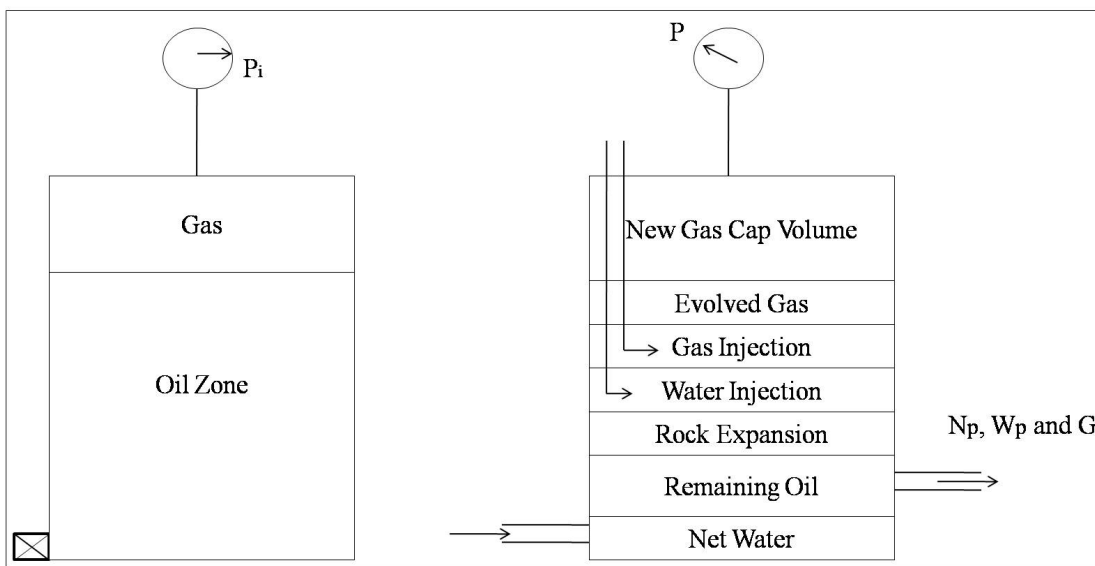 Pi
P
Gas
New Gas Cap Volume
Evolved Gas
Gas Injection
Oil Zone
Water Injection
Rock Expansion
Np, Wp and G
Remaining Oil
Net Water